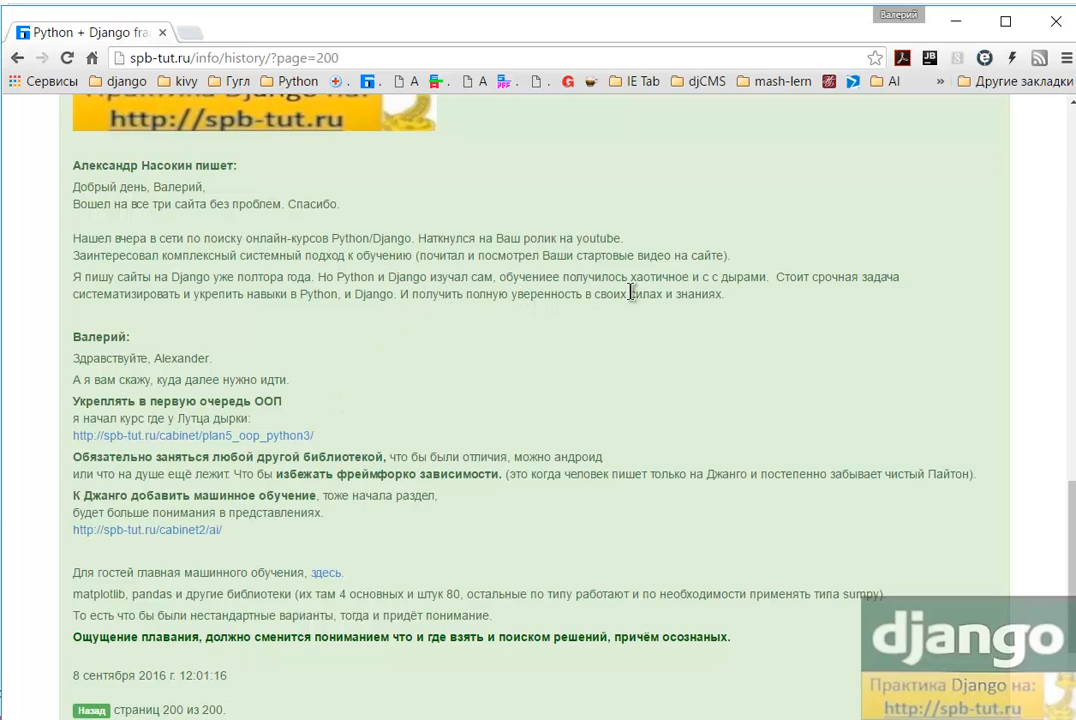 Валерий
Python + Django fra
spb-tut.ru/info/history/?page=200
Сервисы django kivy Гугл Python A A G IE Tab djCMS mash-lern AI » Другие закладки
Практика Django на:
http://spb-tut.ru
Александр Насокин пишет:
Добрый день, Валерий,
Вошел на все три сайта без проблем. Спасибо.
Нашел вчера в сети по поиску онлайн-курсов Python/Django. Наткнулся на Ваш ролик на youtube.
Заинтересовал комплексный системный подход к обучению (почитал и посмотрел Ваши стартовые видео на сайте).
Я пишу сайты на Django уже полтора года. Но Python и Django изучал сам, обучениее получилось хаотичное и с с дырами. Стоит срочная задача
систематизировать и укрепить навыки в Python, и Django. И получить полную уверенность в своих силах и знаниях.
Валерий:
Здравствуйте, Alexander.
А я вам скажу, куда далее нужно идти.
Укреплять в первую очередь ООП
я начал курс где у Лутца дырки:
http://spb-tut.ru/cabinet/plan5_oop_python3/
Обязательно заняться любой другой библиотекой, что бы были отличия, можно андроид
или что на душе ещё лежит. Что бы избежать фреймфорко зависимости. (это когда человек пишет только на Джанго и постепенно забывает чистый Пайтон).
К Джанго добавить машинное обучение, тоже начала раздел,
будет больше понимания в представлениях.
http://spb-tut.ru/cabinet2/ai/
Для гостей главная машинного обучения, здесь.
matplotlib, pandas и другие библиотеки (их там 4 основных и штук 80, остальные по типу работают и по необходимости применять типа sumpy).
То есть что бы были нестандартные варианты, тогда и придёт понимание.
Ощущение плавания, должно сменится пониманием что и где взять и поиском решений, причём осознаных.
8 сентября 2016 г. 12:01:16
Назад страниц 200 из 200.
django
Практика Django на:
http://spb-tut.ru